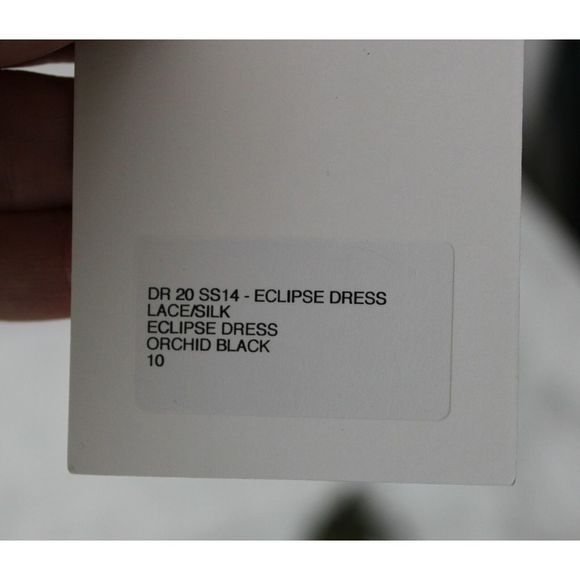 DR 20 SS14 - ECLIPSE DRESS
LACE/SILK
ECLIPSE DRESS
ORCHID BLACK
10